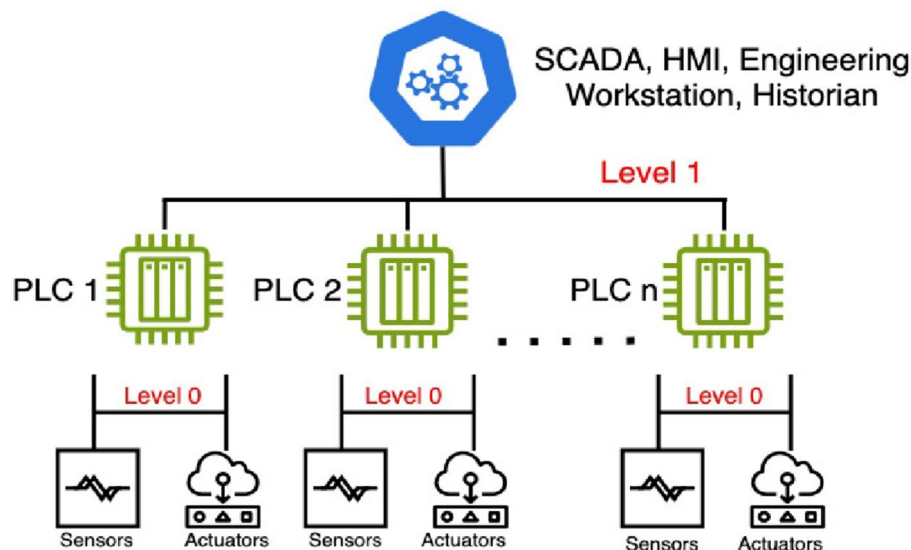 SCADA, HMI, Engineering
Workstation, Historian
Level 1
PLC 1
PLC 2
PLC n
Level 0
Level 0
Level 0
Sensors
Actuators
Sensors
Actuators
Sensors
Actuators